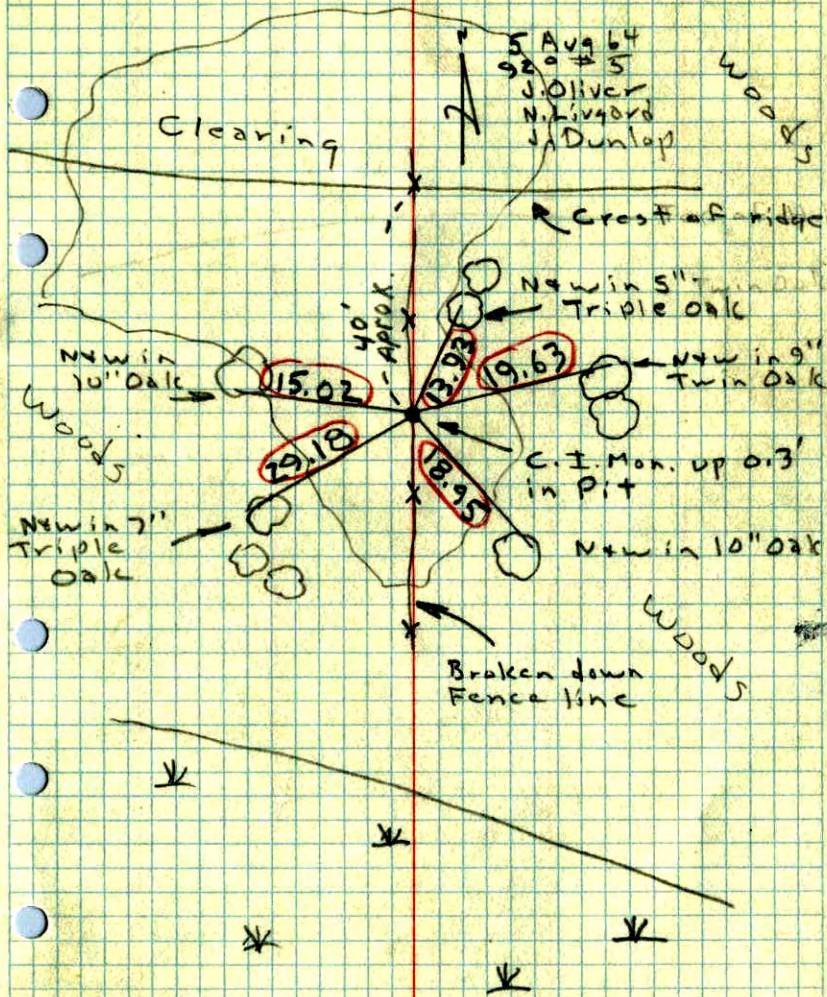 N
5 Aug 64
92° # 5
J. Oliver
N. Livgard
J. Dunlap
Woods
Clearing
Crest of ridge
N&W in 5"
Triple Oak
40'
Aprox.
N&W in
10" Oak
15.02
13.93
19.63
N&W in 9"
Twin Oak
Woods
29.18
18.95
C.I. Mon. up 0.3'
in Pit
N&W in 7"
Triple
Oak
N&W in 10" Oak
Woods
Broken down
Fence line